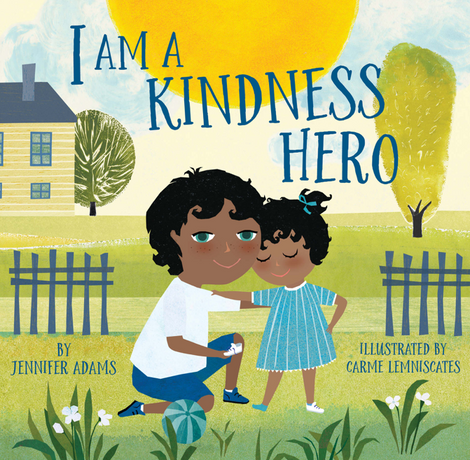 I AM A
KINDNESS
HERO
BY
JENNIFER ADAMS
ILLUSTRATED BY
CARME LEMNISCATES